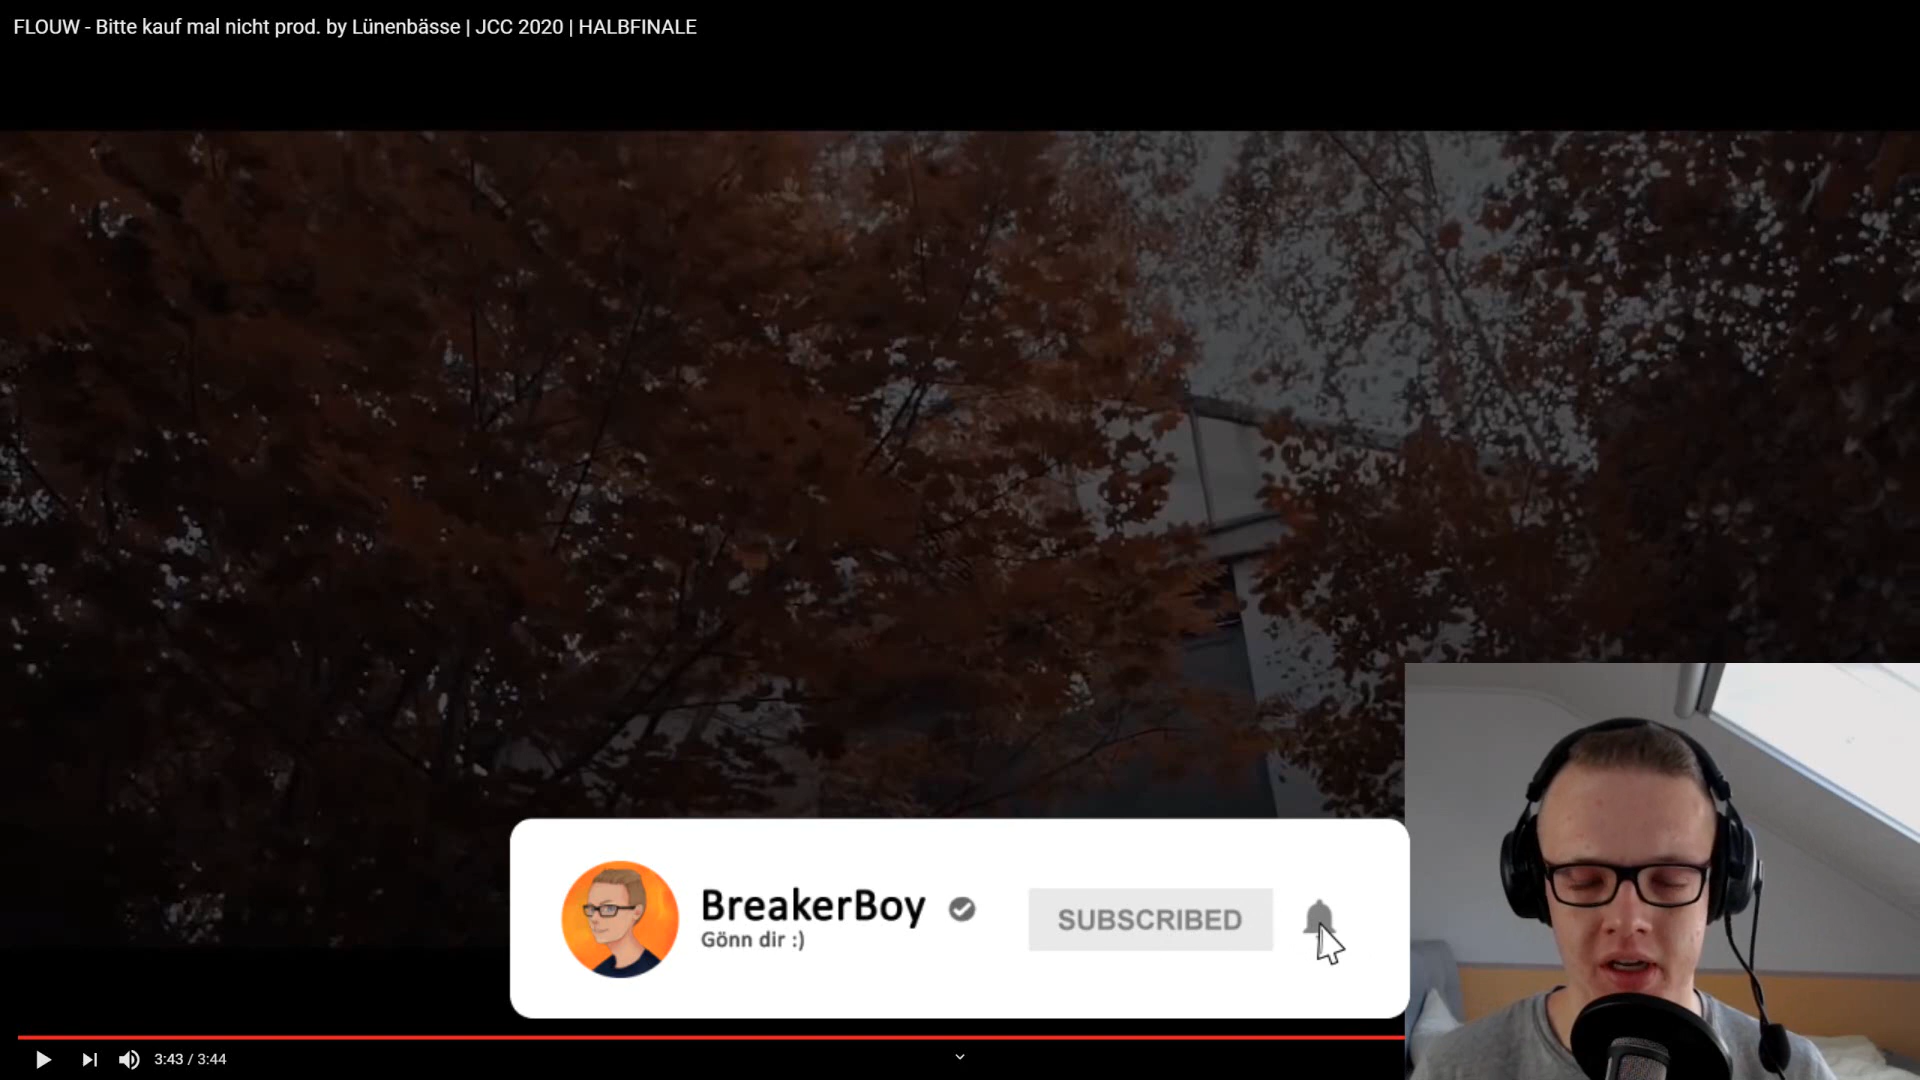 FLOUW - Bitte kauf mal nicht prod. by Lünenbässe | JCC 2020 | HALBFINALE
BreakerBoy
Gönn dir :)
SUBSCRIBED
3:43 / 3:44